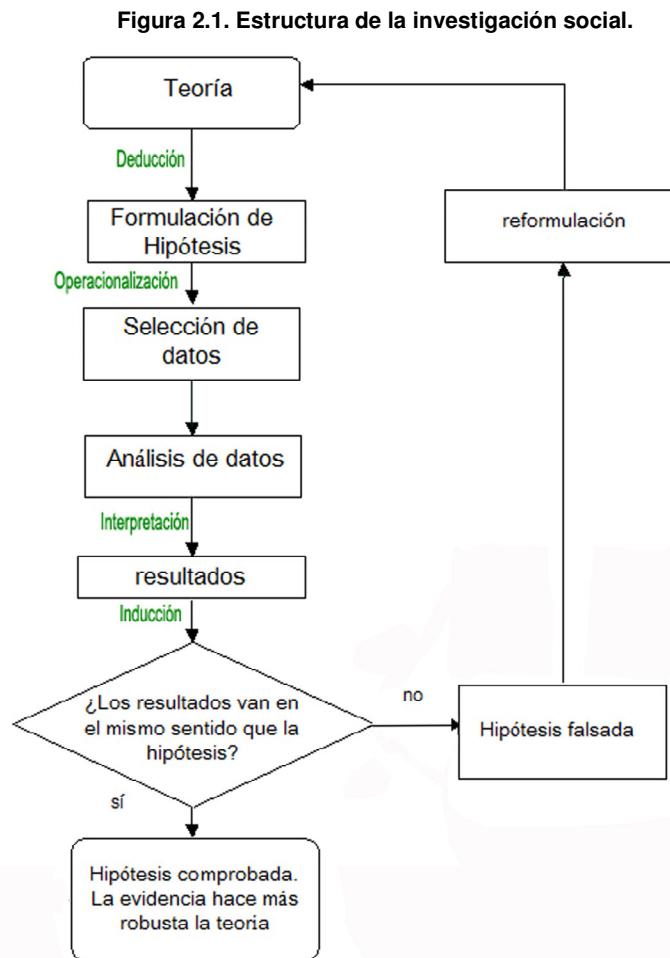 Figura 2.1. Estructura de la investigación social.
Teoría
Deducción
Formulación de
Hipótesis
Operacionalización
Selección de
datos
Análisis de datos
Interpretación
resultados
Inducción
¿Los resultados van en
el mismo sentido que la
hipótesis?
no
Hipótesis falsada
reformulación
sí
Hipótesis comprobada.
La evidencia hace más
robusta la teoría